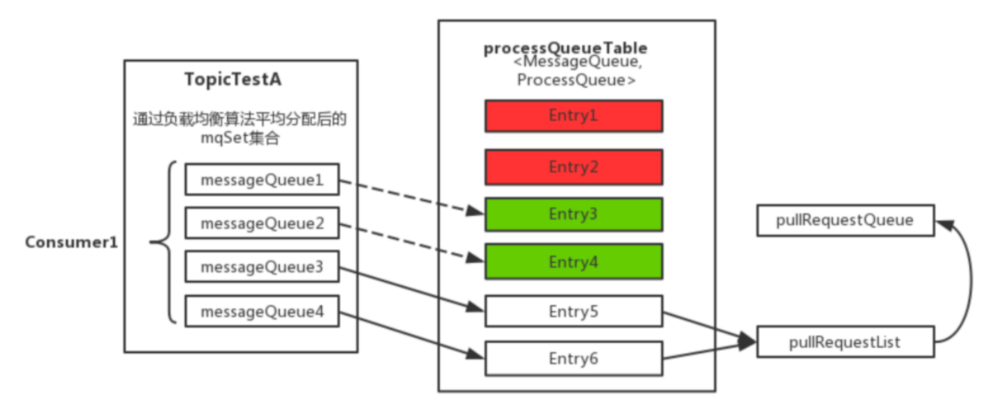 TopicTestA
通过负载均衡算法平均分配后的
mqSet集合
Consumer1
messageQueue1
messageQueue2
messageQueue3
messageQueue4
processQueueTable
<MessageQueue,
ProcessQueue>
Entry1
Entry2
Entry3
Entry4
Entry5
Entry6
pullRequestQueue
pullRequestList